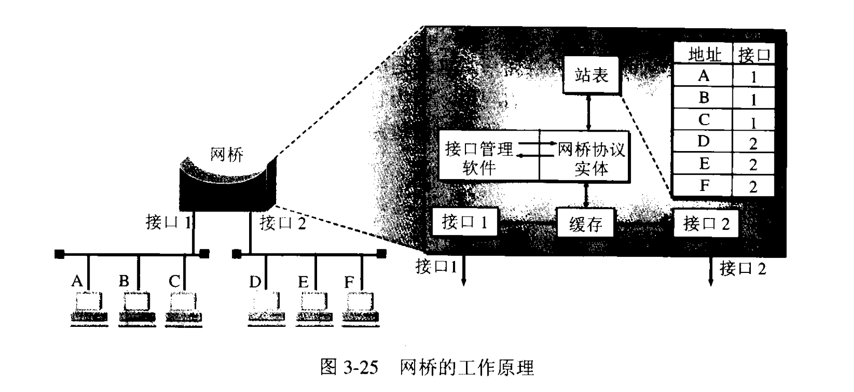 网桥
接口 1
接口 2
A B C D E F
站表
接口管理
软件
网桥协议
实体
接口 1
缓存
接口 2
地址 接口
A 1
B 1
C 1
D 2
E 2
F 2
接口1
接口 2
图 3-25 网桥的工作原理